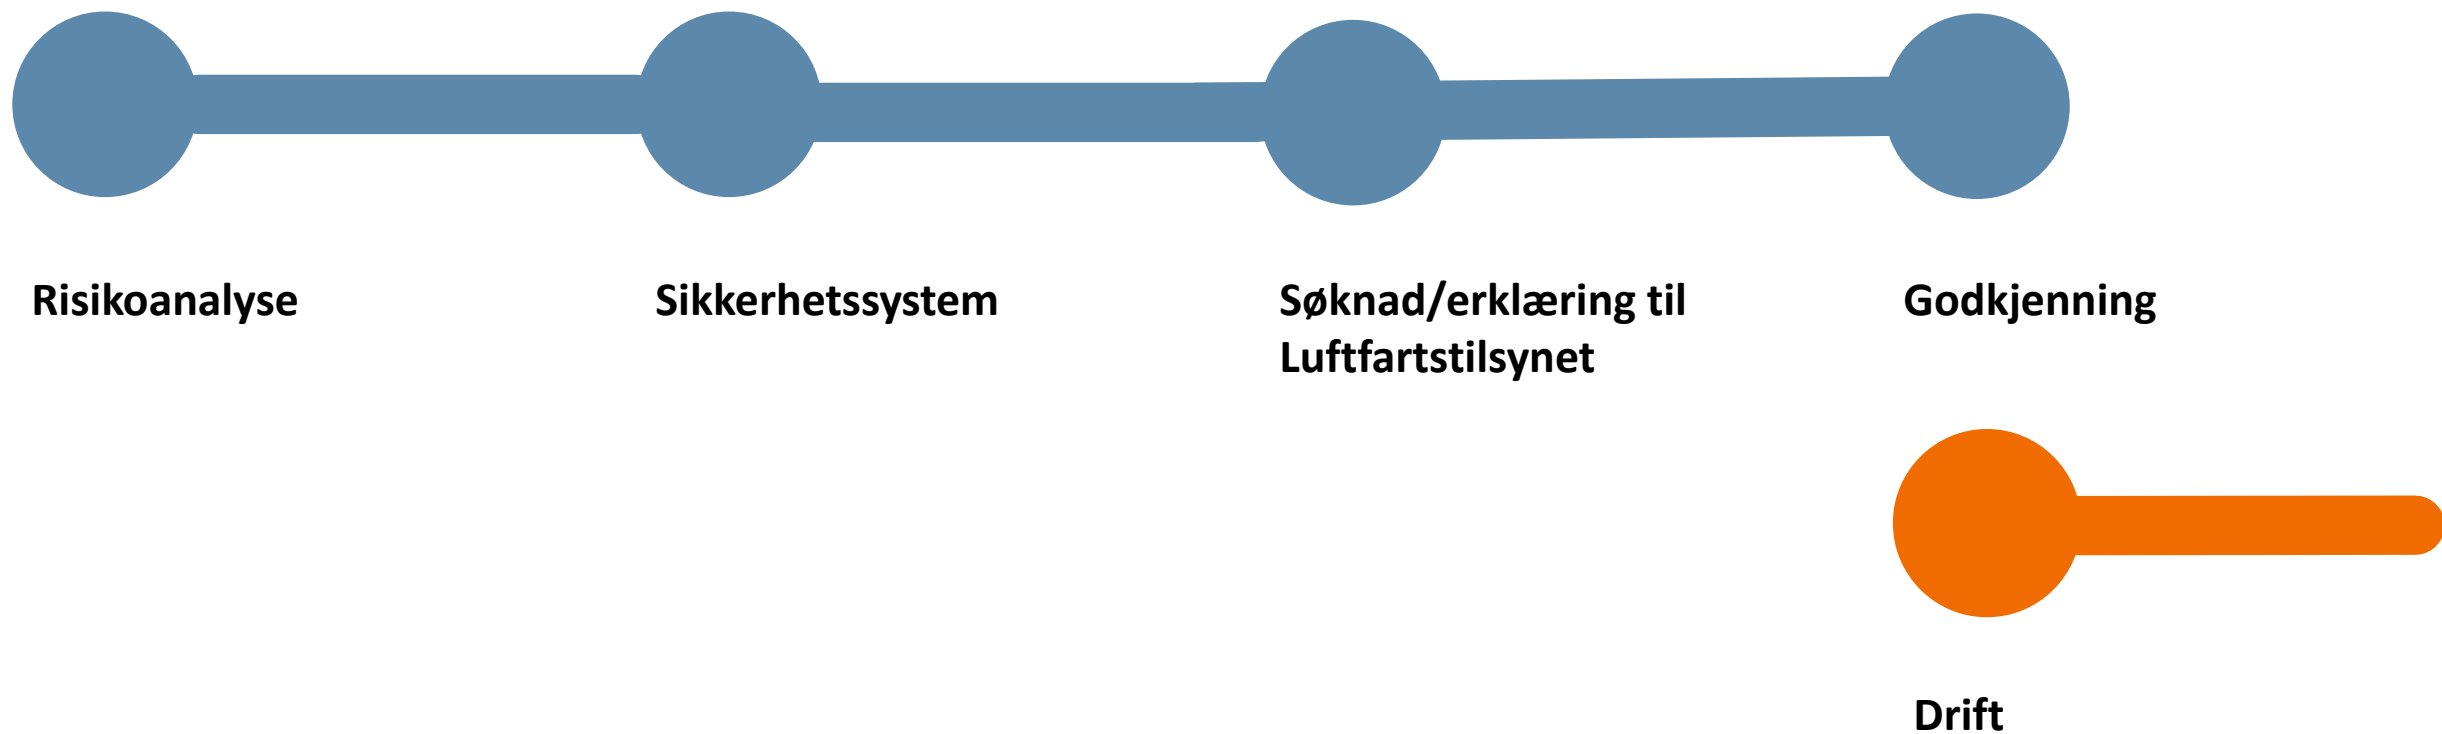 Risikoanalyse
Sikkerhetssystem
Søknad/erklæring til
Luftfartstilsynet
Godkjenning
Drift